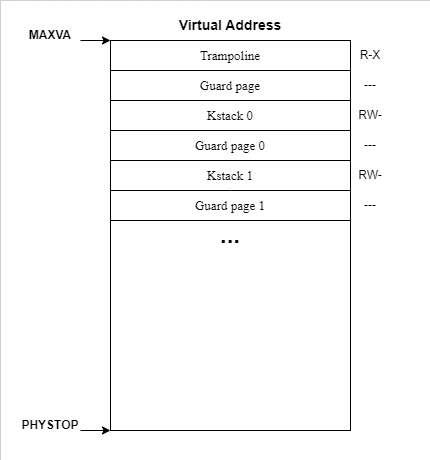 Virtual Address
MAXVA
Trampoline R-X
Guard page ---
Kstack 0 RW-
Guard page 0 ---
Kstack 1 RW-
Guard page 1 ---
...
PHYSTOP